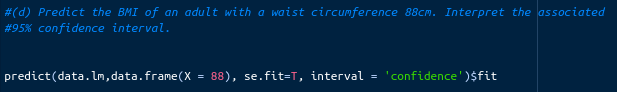 #(d) Predict the BMI of an adult with a waist circumference 88cm. Interpret the associated
#95% confidence interval.
predict(data.lm,data.frame(X = 88), se.fit=T, interval = 'confidence')$fit